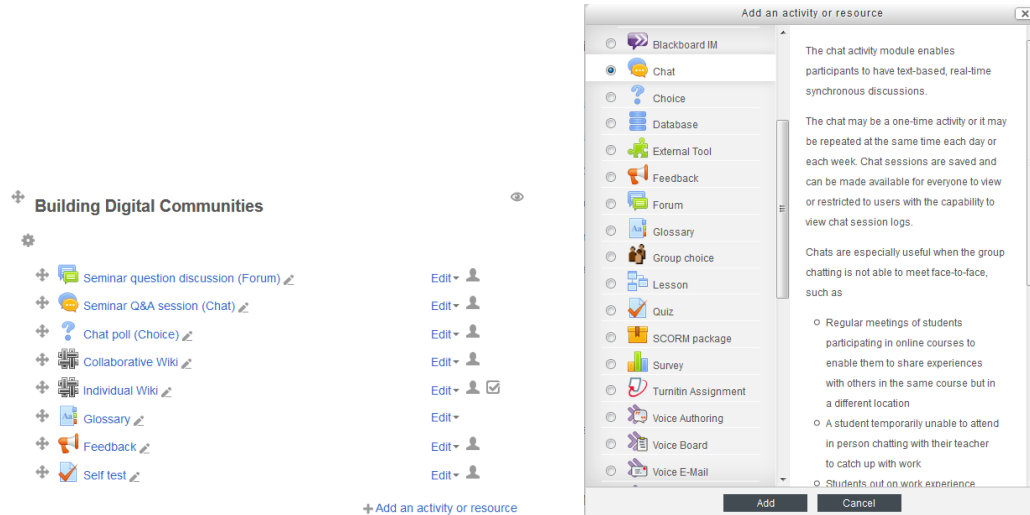 Building Digital Communities
Seminar question discussion (Forum) Edit
Seminar Q&A session (Chat) Edit
Chat poll (Choice) Edit
Collaborative Wiki Edit
Individual Wiki Edit
Glossary Edit
Feedback Edit
Self test Edit
Add an activity or resource
Add an activity or resource
Blackboard IM
Chat
Choice
Database
External Tool
Feedback
Forum
Glossary
Group choice
Lesson
Quiz
SCORM package
Survey
Turnitin Assignment
Voice Authoring
Voice Board
Voice E-Mail
The chat activity module enables
participants to have text-based, real-time
synchronous discussions.
The chat may be a one-time activity or it may
be repeated at the same time each day or
each week. Chat sessions are saved and
can be made available for everyone to view
or restricted to users with the capability to
view chat session logs.
Chats are especially useful when the group
chatting is not able to meet face-to-face,
such as
Regular meetings of students
participating in online courses to
enable them to share experiences
with others in the same course but in
a different location
A student temporarily unable to attend
in person chatting with their teacher
to catch up with work
Students out on work experience
Add
Cancel